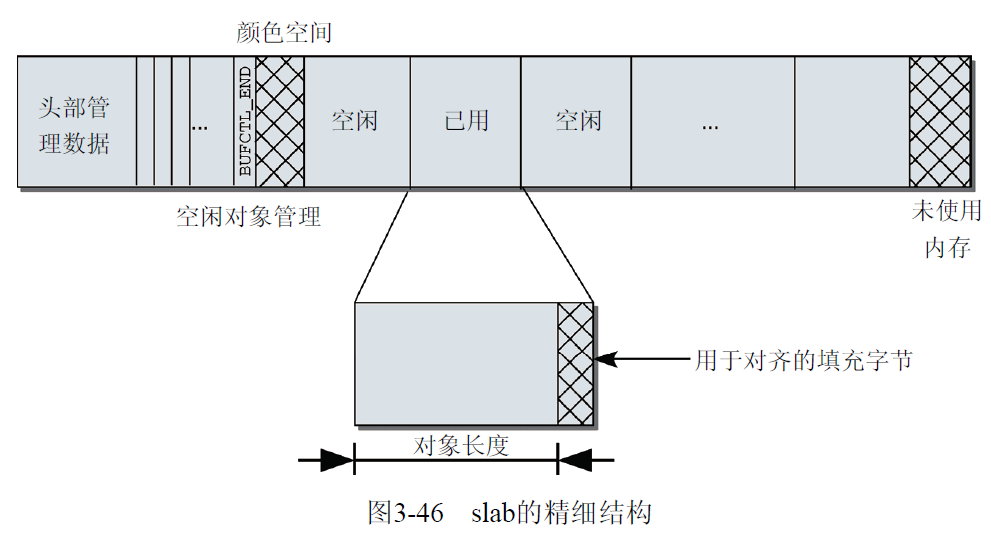 颜色空间
头部管
理数据
...
BUFCTL_END
空闲
已用
空闲
...
空闲对象管理
未使用
内存
用于对齐的填充字节
对象长度
图3-46 slab的精细结构